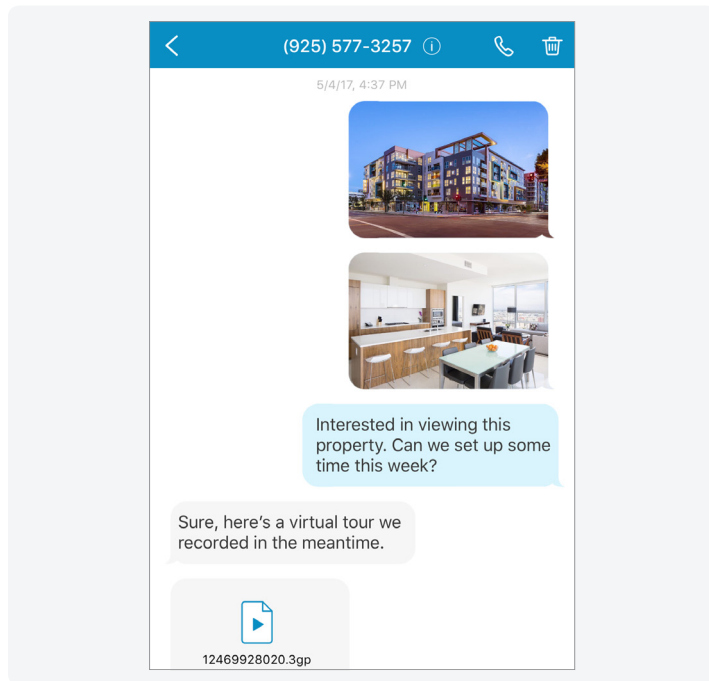 (925) 577-3257
5/4/17, 4:37 PM
Interested in viewing this
property. Can we set up some
time this week?
Sure, here's a virtual tour we
recorded in the meantime.
12469928020.3gp